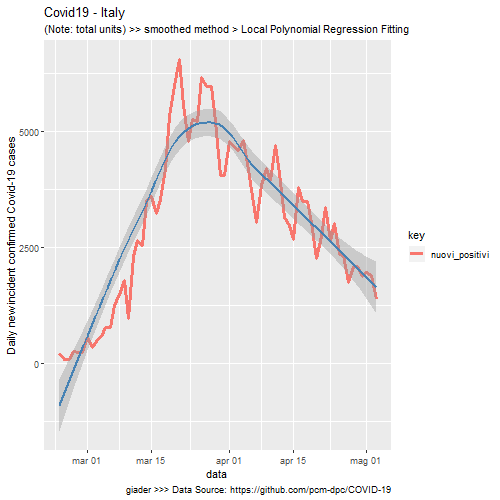 Covid19 - Italy
(Note: total units) >> smoothed method > Local Polynomial Regression Fitting
Daily newincident confirmed Covid-19 cases
5000
2500
0
mar 01
mar 15
apr 01
apr 15
mag 01
data
key
nuovi_positivi
giader >>> Data Source: https://github.com/pcm-dpc/COVID-19